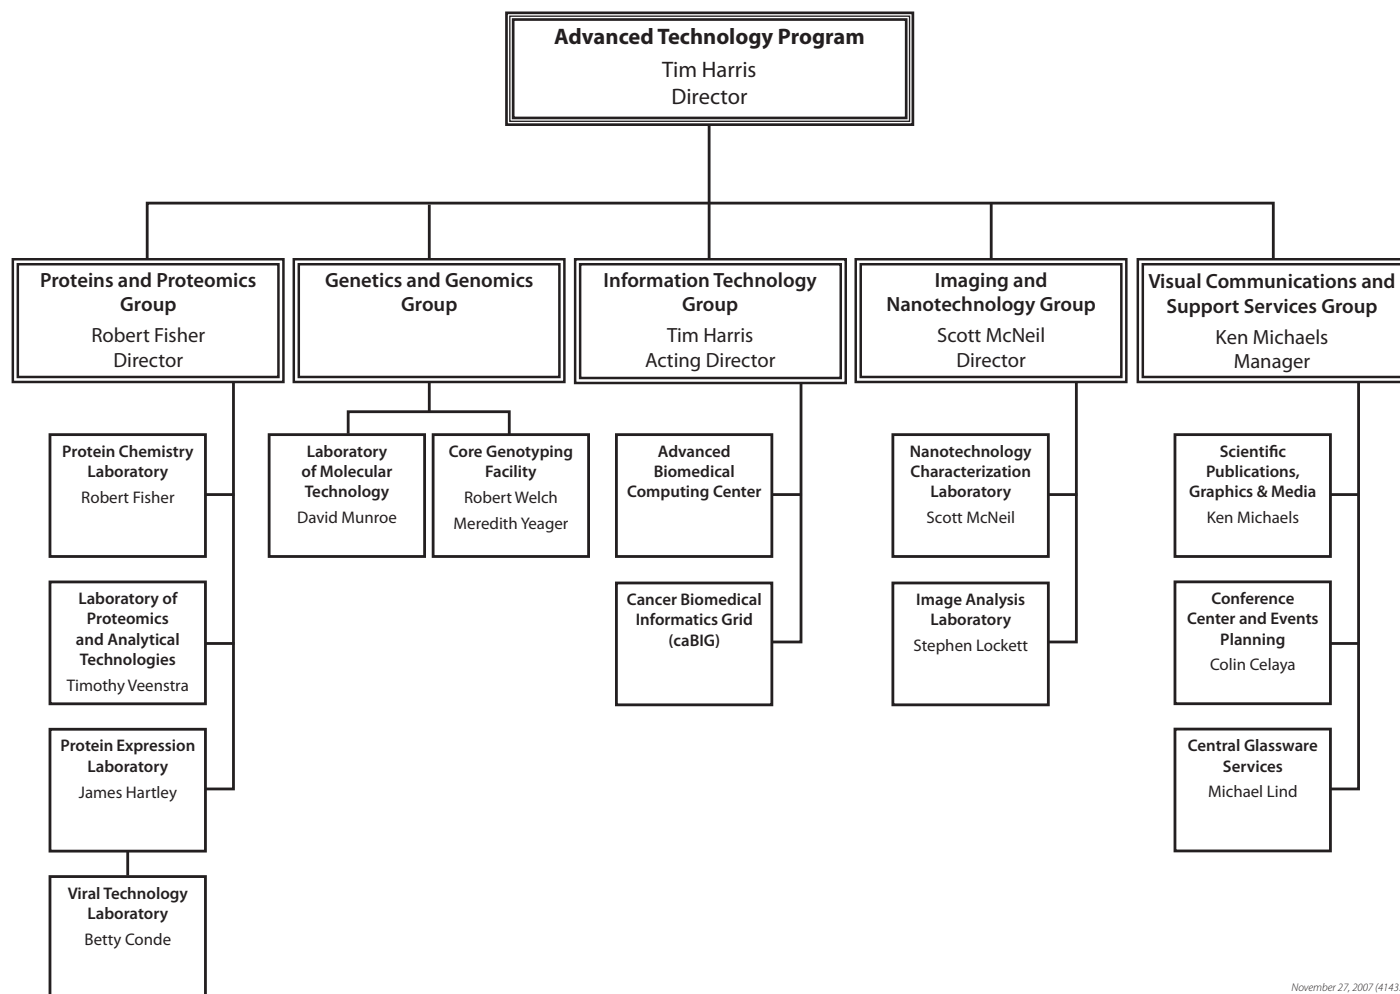 Advanced Technology Program
Tim Harris
Director
Proteins and Proteomics
Group
Robert Fisher
Director
Genetics and Genomics
Group
Information Technology
Group
Tim Harris
Acting Director
Imaging and
Nanotechnology Group
Scott McNeil
Director
Visual Communications and
Support Services Group
Ken Michaels
Manager
Protein Chemistry
Laboratory
Robert Fisher
Laboratory of
Proteomics
and Analytical
Technologies
Timothy Veenstra
Protein Expression
Laboratory
James Hartley
Viral Technology
Laboratory
Betty Conde
Laboratory
of Molecular
Technology
David Munroe
Core Genotyping
Facility
Robert Welch
Meredith Yeager
Advanced
Biomedical
Computing Center
Cancer Biomedical
Informatics Grid
(caBIG)
Nanotechnology
Characterization
Laboratory
Scott McNeil
Image Analysis
Laboratory
Stephen Lockett
Scientific
Publications,
Graphics & Media
Ken Michaels
Conference
Center and Events
Planning
Colin Celaya
Central Glassware
Services
Michael Lind
November 27, 2007 (4143